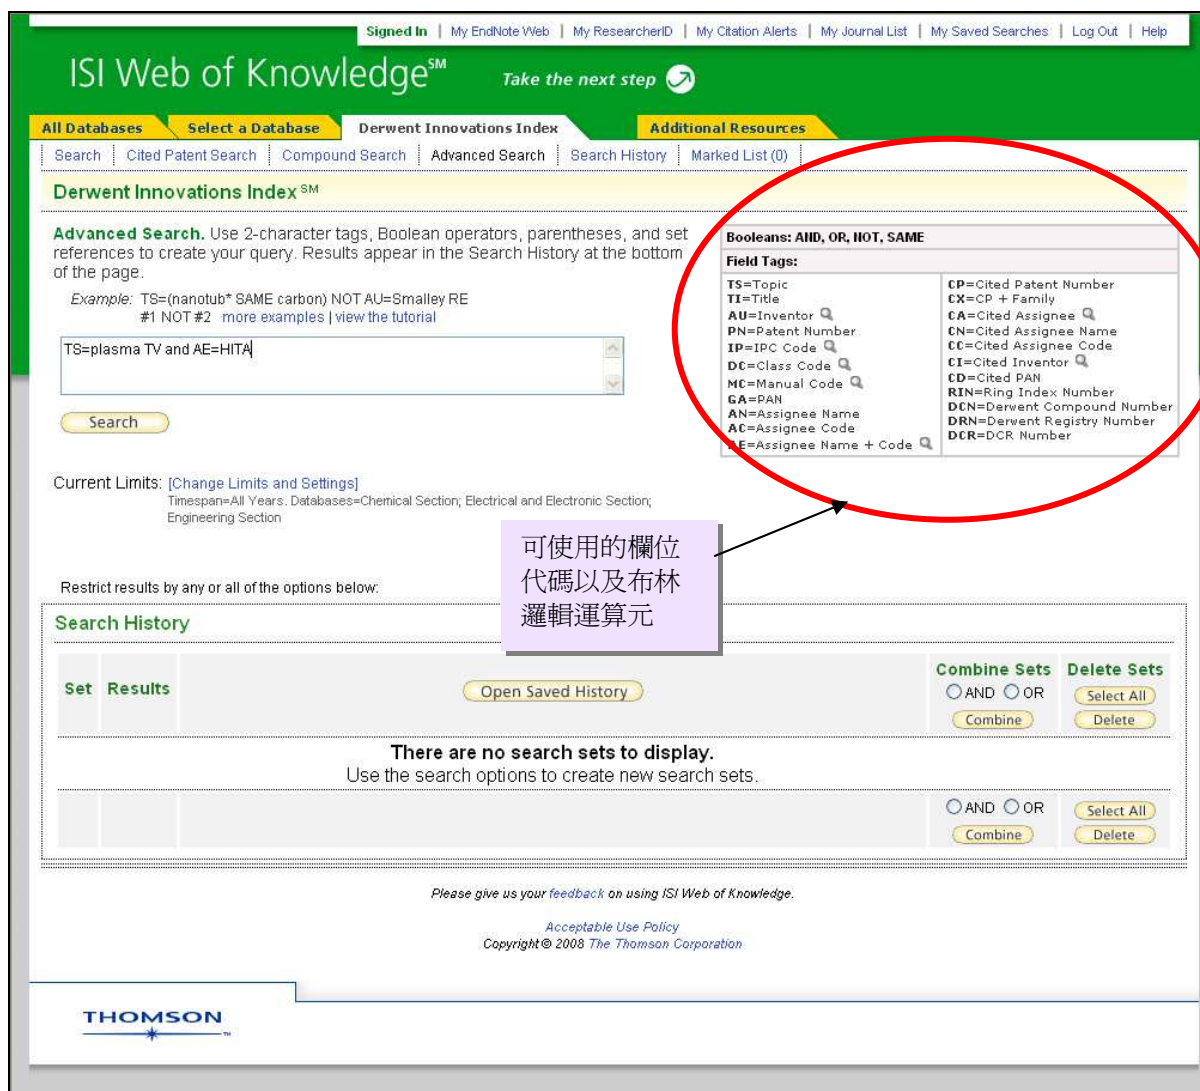 Signed In | My EndNote Web | My ResearcherID | My Citation Alerts | My Journal List | My Saved Searches | Log Out | Help
ISI Web of Knowledge℠ Take the next step
All Databases Select a Database Derwent Innovations Index Additional Resources
Search Cited Patent Search Compound Search Advanced Search Search History Marked List (0)
Derwent Innovations Index℠
Advanced Search. Use 2-character tags, Boolean operators, parentheses, and set
references to create your query. Results appear in the Search History at the bottom
of the page.
Example: TS=(nanotub* SAME carbon) NOT AU=Smalley RE
#1 NOT #2 more examples | view the tutorial
TS=plasma TV and AE=HITA
Search
Booleans: AND, OR, NOT, SAME
Field Tags:
TS=Topic
TI=Title
AU=Inventor
PN=Patent Number
IP=IPC Code
DC=Class Code
MC=Manual Code
GA=PAN
AN=Assignee Name
AC=Assignee Code
AE=Assignee Name + Code
CP=Cited Patent Number
CX=CP + Family
CA=Cited Assignee
CN=Cited Assignee Name
CC=Cited Assignee Code
CI=Cited Inventor
CD=Cited PAN
RIN=Ring Index Number
DCN=Derwent Compound Number
DRN=Derwent Registry Number
DCR=DCR Number
Current Limits: [Change Limits and Settings]
Timespan=All Years. Databases=Chemical Section; Electrical and Electronic Section;
Engineering Section
可使用的欄位
代碼以及布林
邏輯運算元
Restrict results by any or all of the options below:
Search History
Set Results Open Saved History Combine Sets Delete Sets
AND OR Select All
Combine Delete
There are no search sets to display.
Use the search options to create new search sets.
AND OR Select All
Combine Delete
Please give us your feedback on using ISI Web of Knowledge.
Acceptable Use Policy
Copyright © 2008 The Thomson Corporation
THOMSON™